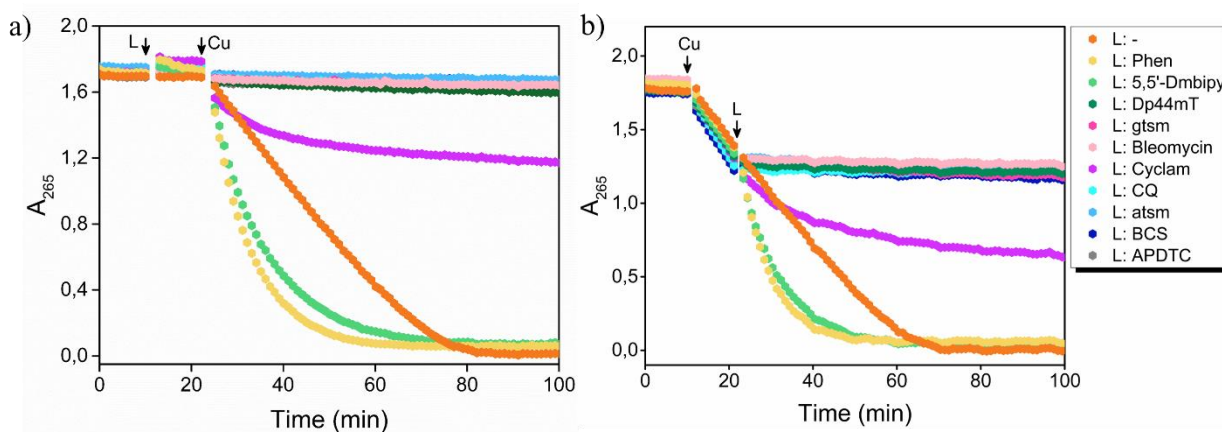 a)
2,0
1,6
1,2
0,8
0,4
0,0
A265
L
Cu
0
20
40
60
80
100
Time (min)
b)
2.0
1.5
1.0
0.5
0.0
A265
Cu
L
0
20
40
60
80
100
Time (min)
L: -
L: Phen
L: 5,5'-Dmbipy
L: Dp44mT
L: gtsm
L: Bleomycin
L: Cyclam
L: CQ
L: atsm
L: BCS
L: APDTC